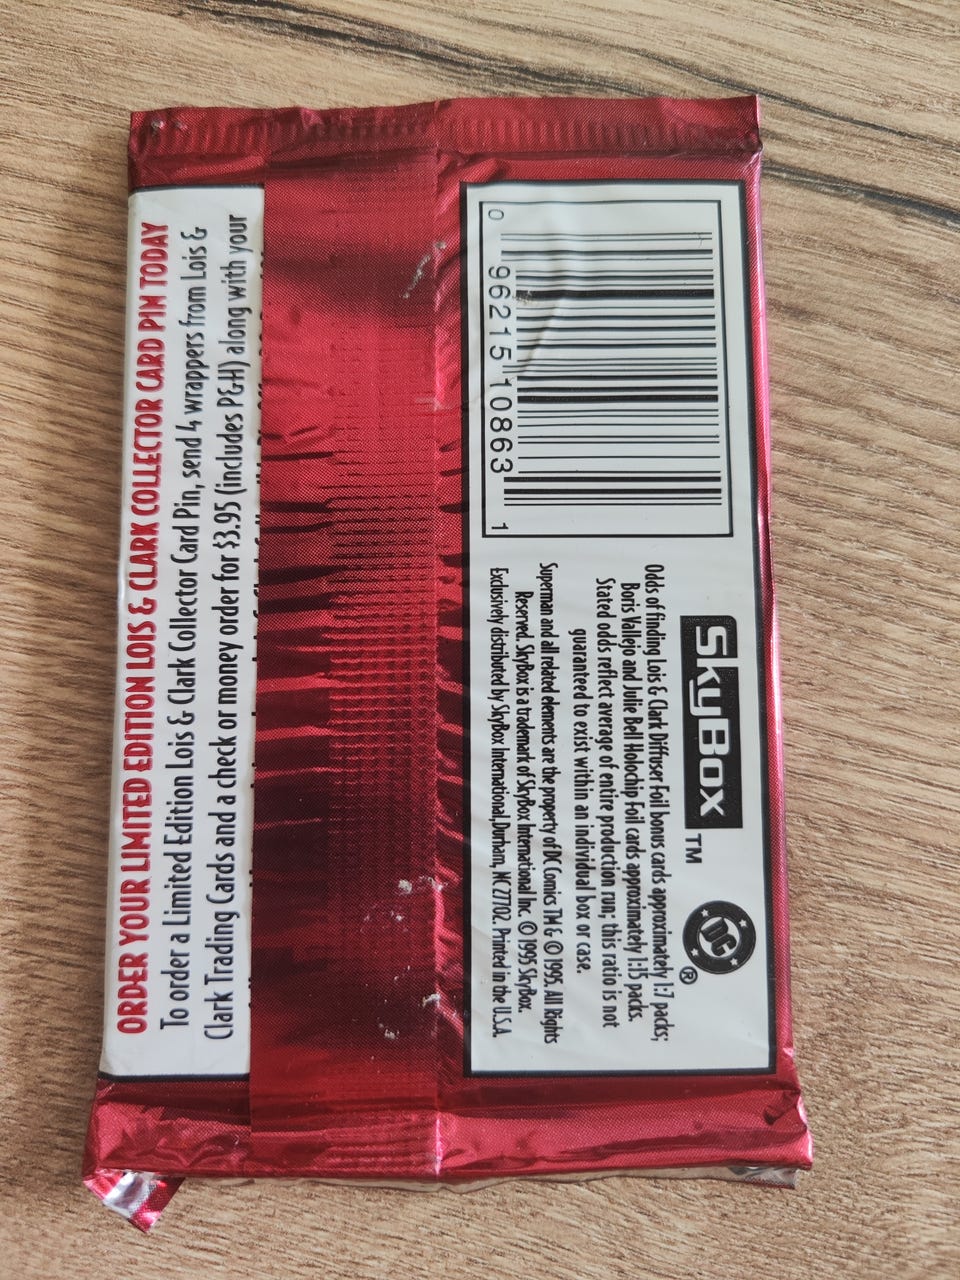 ORDER YOUR LIMITED EDITION LOIS & CLARK COLLECTOR CARD PIN TODAY
To order a Limited Edition Lois & Clark Collector Card Pin, send 4 wrappers from Lois &
Clark Trading Cards and a check or money order for $3.95 (includes P&H) along with your
0 96215 10863 1
SkyBox TM
DC ®
Odds of finding Lois & Clark Diffuser Foil bonus cards approximately 1:7 packs;
Boris Vallejo and Julie Bell Holochip Foil cards approximately 1:15 packs.
Stated odds reflect average of entire production run; this ratio is not
guaranteed to exist within an individual box or case.
Superman and all related elements are the property of DC Comics TM & © 1995. All Rights
Reserved. SkyBox is a trademark of SkyBox International Inc. © 1995 SkyBox.
Exclusively distributed by SkyBox International, Durham, NC 27702. Printed in the U.S.A.